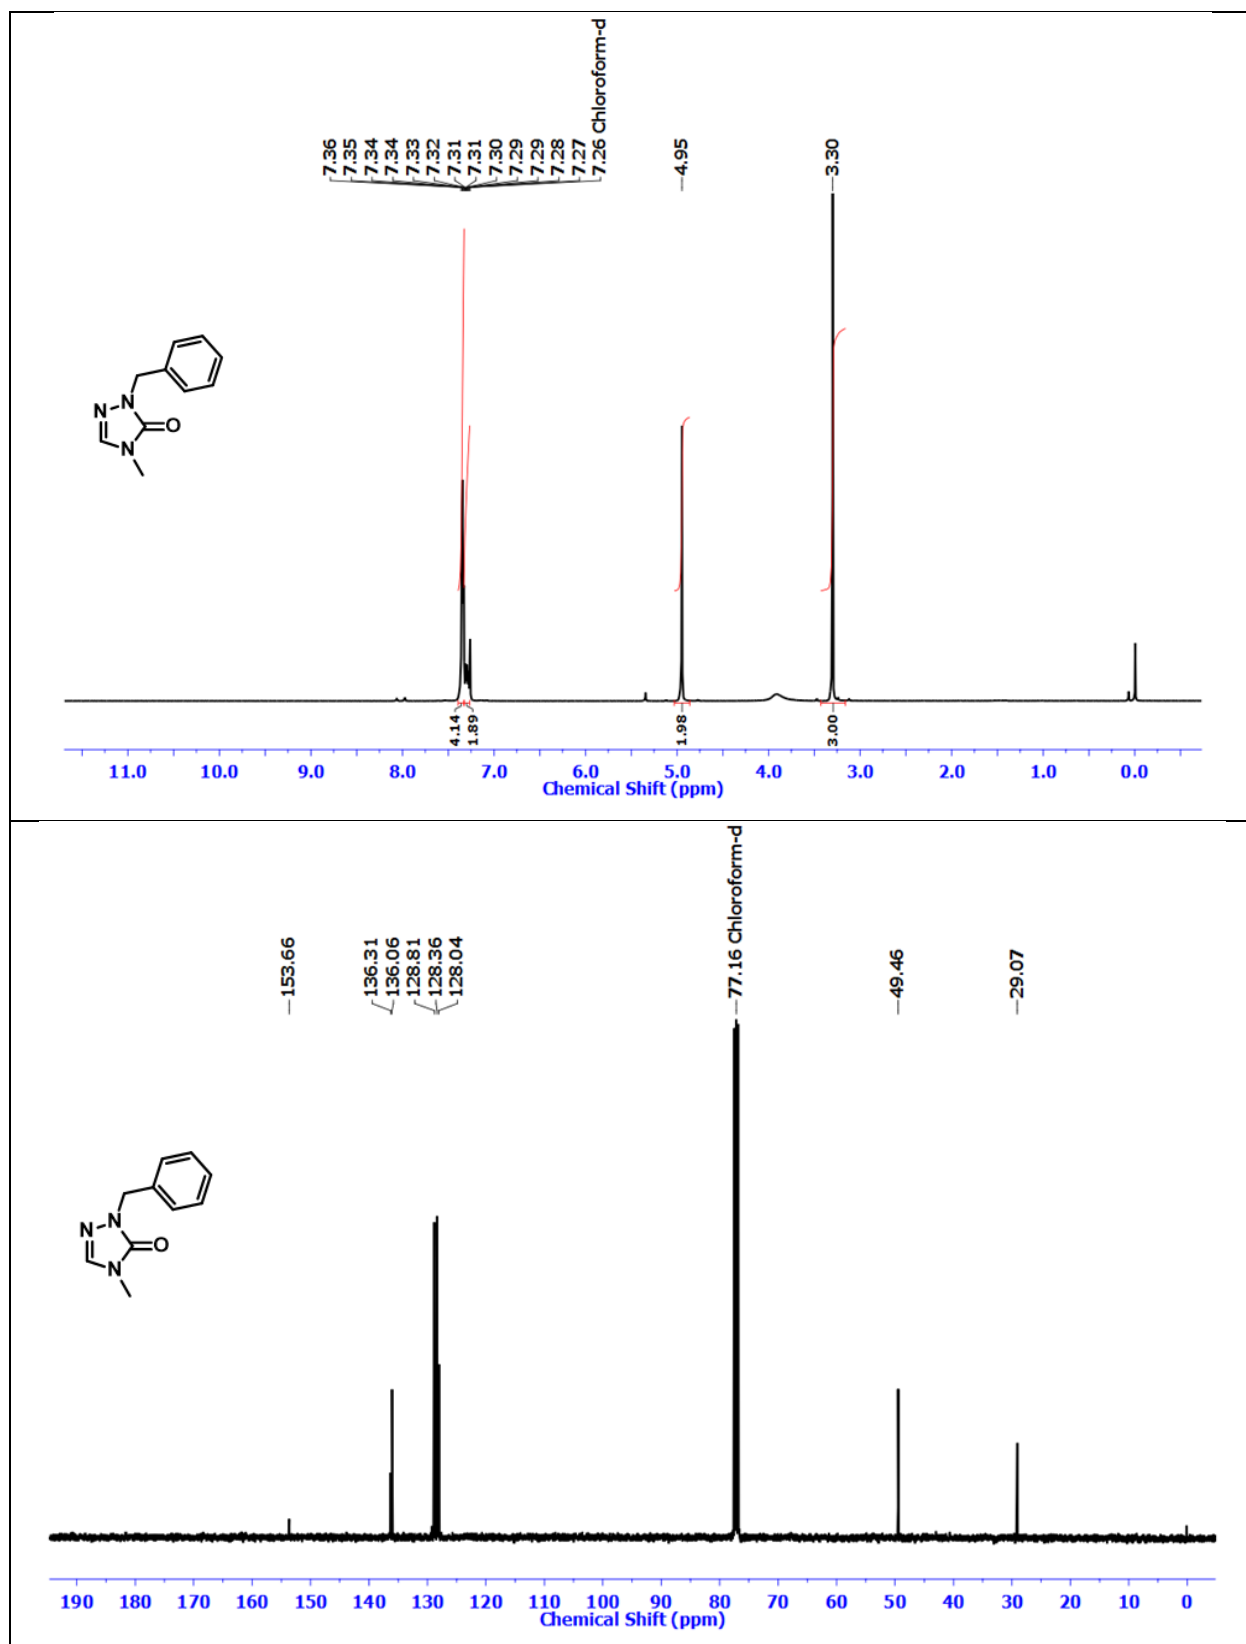 7.36
7.35
7.34
7.34
7.33
7.32
7.31
7.31
7.30
7.29
7.29
7.28
7.27
7.26 Chloroform-d
4.95
3.30
N
N
O
N
4.14
1.89
1.98
3.00
11.0 10.0 9.0 8.0 7.0 6.0 5.0 4.0 3.0 2.0 1.0 0.0
Chemical Shift (ppm)
153.66
136.31
136.06
128.81
128.36
128.04
77.16 Chloroform-d
49.46
29.07
N
N
O
N
190 180 170 160 150 140 130 120 110 100 90 80 70 60 50 40 30 20 10 0
Chemical Shift (ppm)